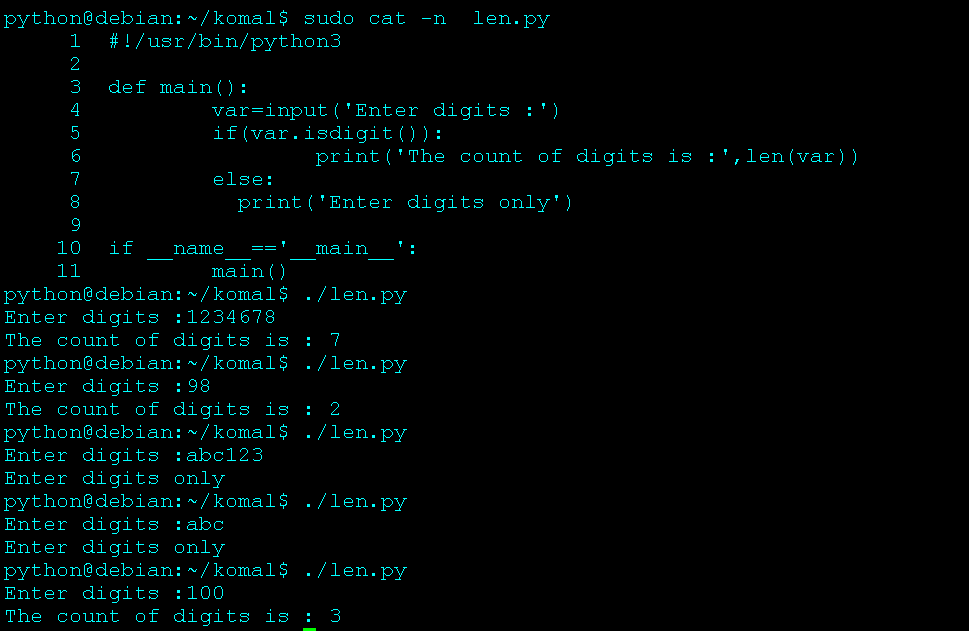 python@debian:~/komal$ sudo cat -n  len.py
     1  #!/usr/bin/python3
     2
     3  def main():
     4          var=input('Enter digits :')
     5          if(var.isdigit()):
     6                  print('The count of digits is :',len(var))
     7          else:
     8            print('Enter digits only')
     9
    10  if __name__=='__main__':
    11          main()
python@debian:~/komal$ ./len.py
Enter digits :1234678
The count of digits is : 7
python@debian:~/komal$ ./len.py
Enter digits :98
The count of digits is : 2
python@debian:~/komal$ ./len.py
Enter digits :abc123
Enter digits only
python@debian:~/komal$ ./len.py
Enter digits :abc
Enter digits only
python@debian:~/komal$ ./len.py
Enter digits :100
The count of digits is : 3